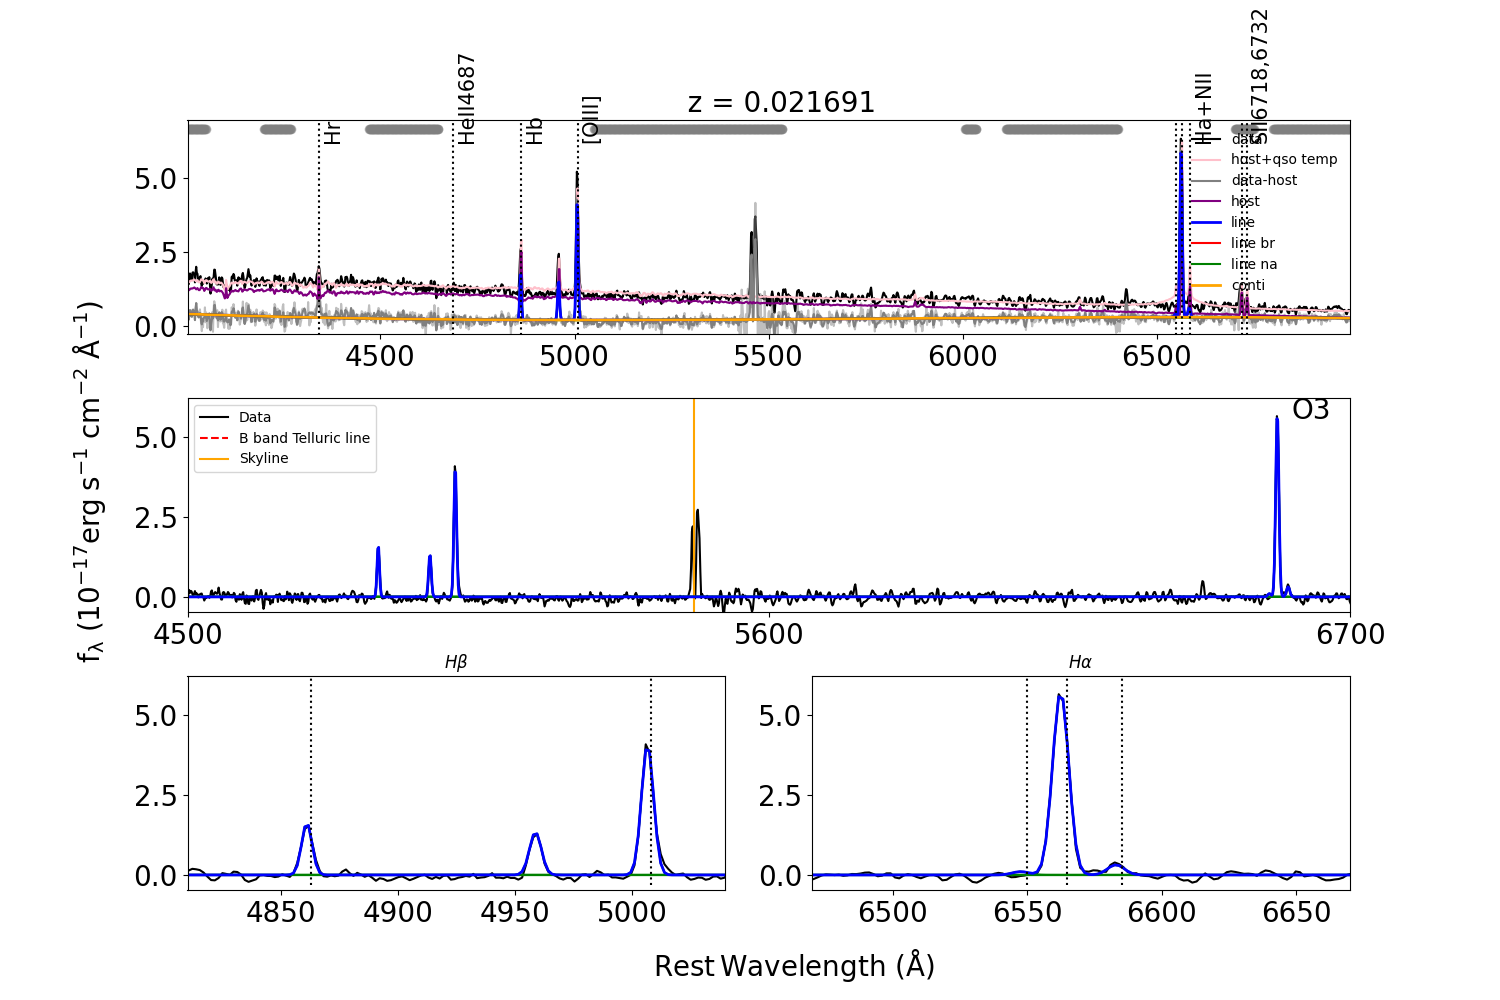 z = 0.021691
Hr
HeII4687
Hb
[OIII]
Ha+NII
SII6718,6732
data
host+qso temp
data-host
host
line
line br
line na
conti
5.0
2.5
0.0
4500
5000
5500
6000
6500
O3
Data
B band Telluric line
Skyline
5.0
2.5
0.0
4500
5600
6700
fλ (10⁻¹⁷erg s⁻¹ cm⁻² Å⁻¹)
Hβ
5.0
2.5
0.0
4850
4900
4950
5000
Hα
5.0
2.5
0.0
6500
6550
6600
6650
Rest Wavelength (Å)